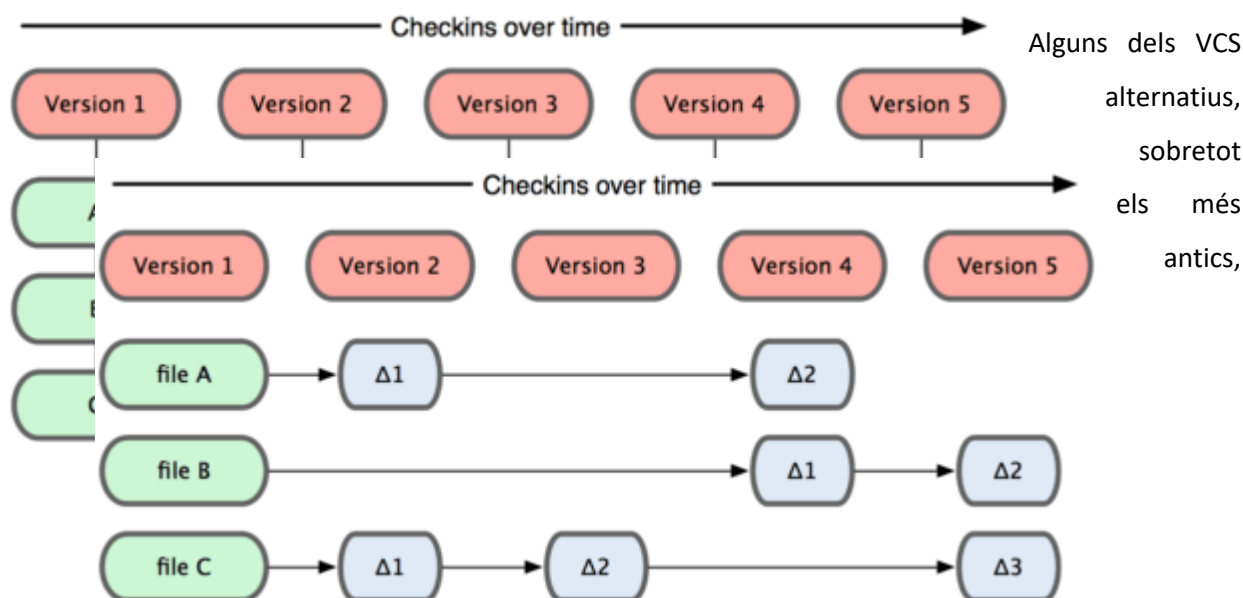 Checkins over time
Version 1 Version 2 Version 3 Version 4 Version 5
Checkins over time
Version 1 Version 2 Version 3 Version 4 Version 5
file A Δ1 Δ2
file B Δ1 Δ2
file C Δ1 Δ2 Δ3
Alguns dels VCS
alternatius,
sobretot
els més
antics,